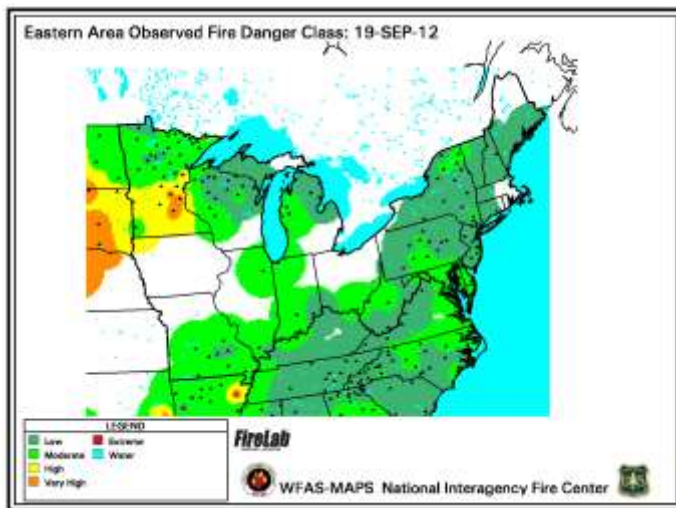 Eastern Area Observed Fire Danger Class: 19-SEP-12
LEGEND
Low
Moderate
High
Very High
Extreme
Water
FireLab
WFAS-MAPS National Interagency Fire Center